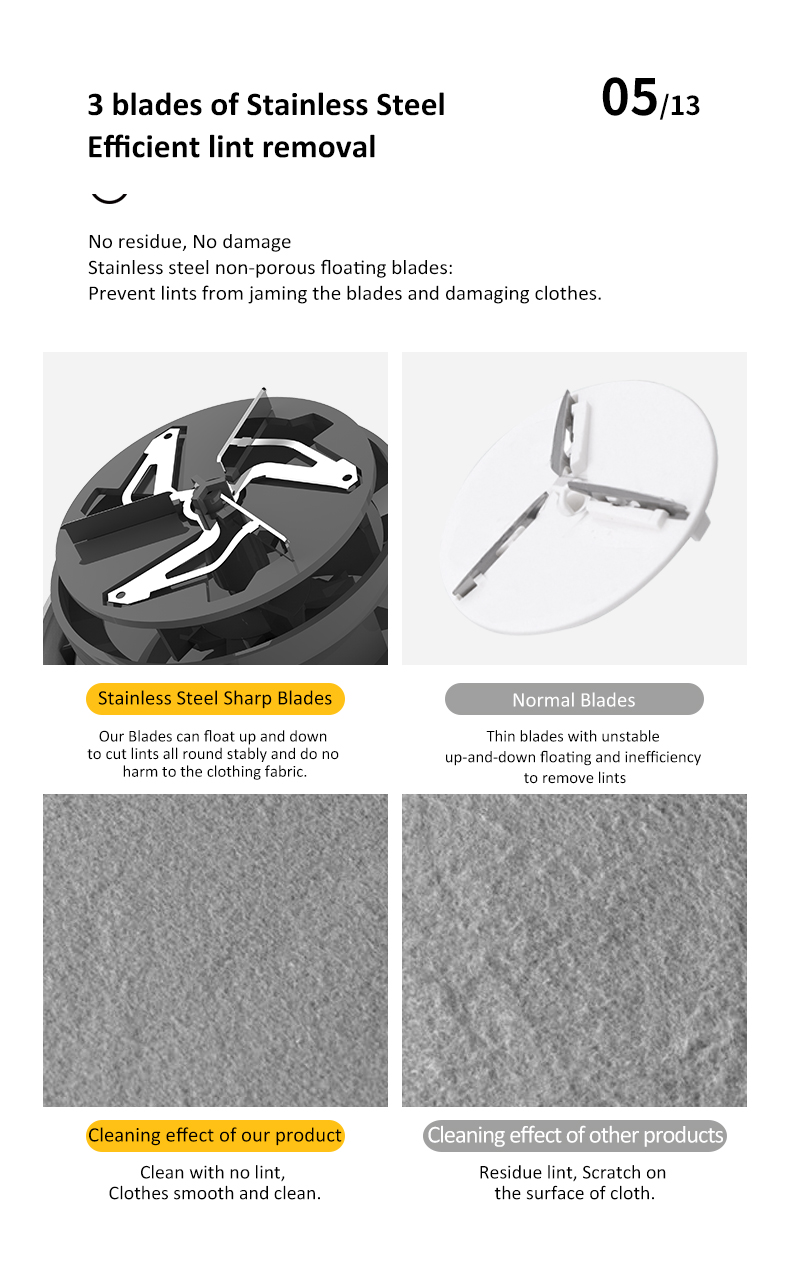 3 blades of Stainless Steel
Efficient lint removal
05/13
No residue, No damage
Stainless steel non-porous floating blades:
Prevent lints from jaming the blades and damaging clothes.
Stainless Steel Sharp Blades
Our Blades can float up and down
to cut lints all round stably and do no
harm to the clothing fabric.
Normal Blades
Thin blades with unstable
up-and-down floating and inefficiency
to remove lints
Cleaning effect of our product
Clean with no lint,
Clothes smooth and clean.
Cleaning effect of other products
Residue lint, Scratch on
the surface of cloth.